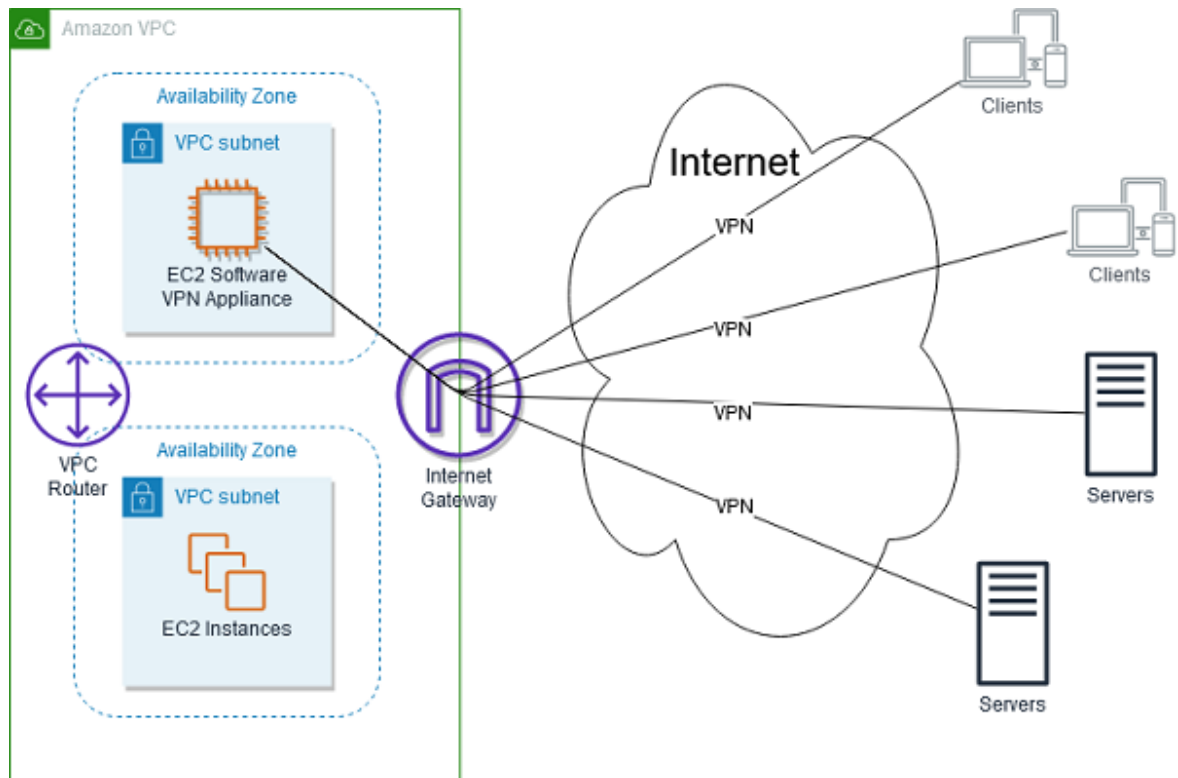 Amazon VPC
Availability Zone
VPC subnet
EC2 Software
VPN Appliance
VPC
Router
Availability Zone
VPC subnet
EC2 Instances
Internet
Gateway
Internet
VPN
VPN
VPN
VPN
Clients
Clients
Servers
Servers